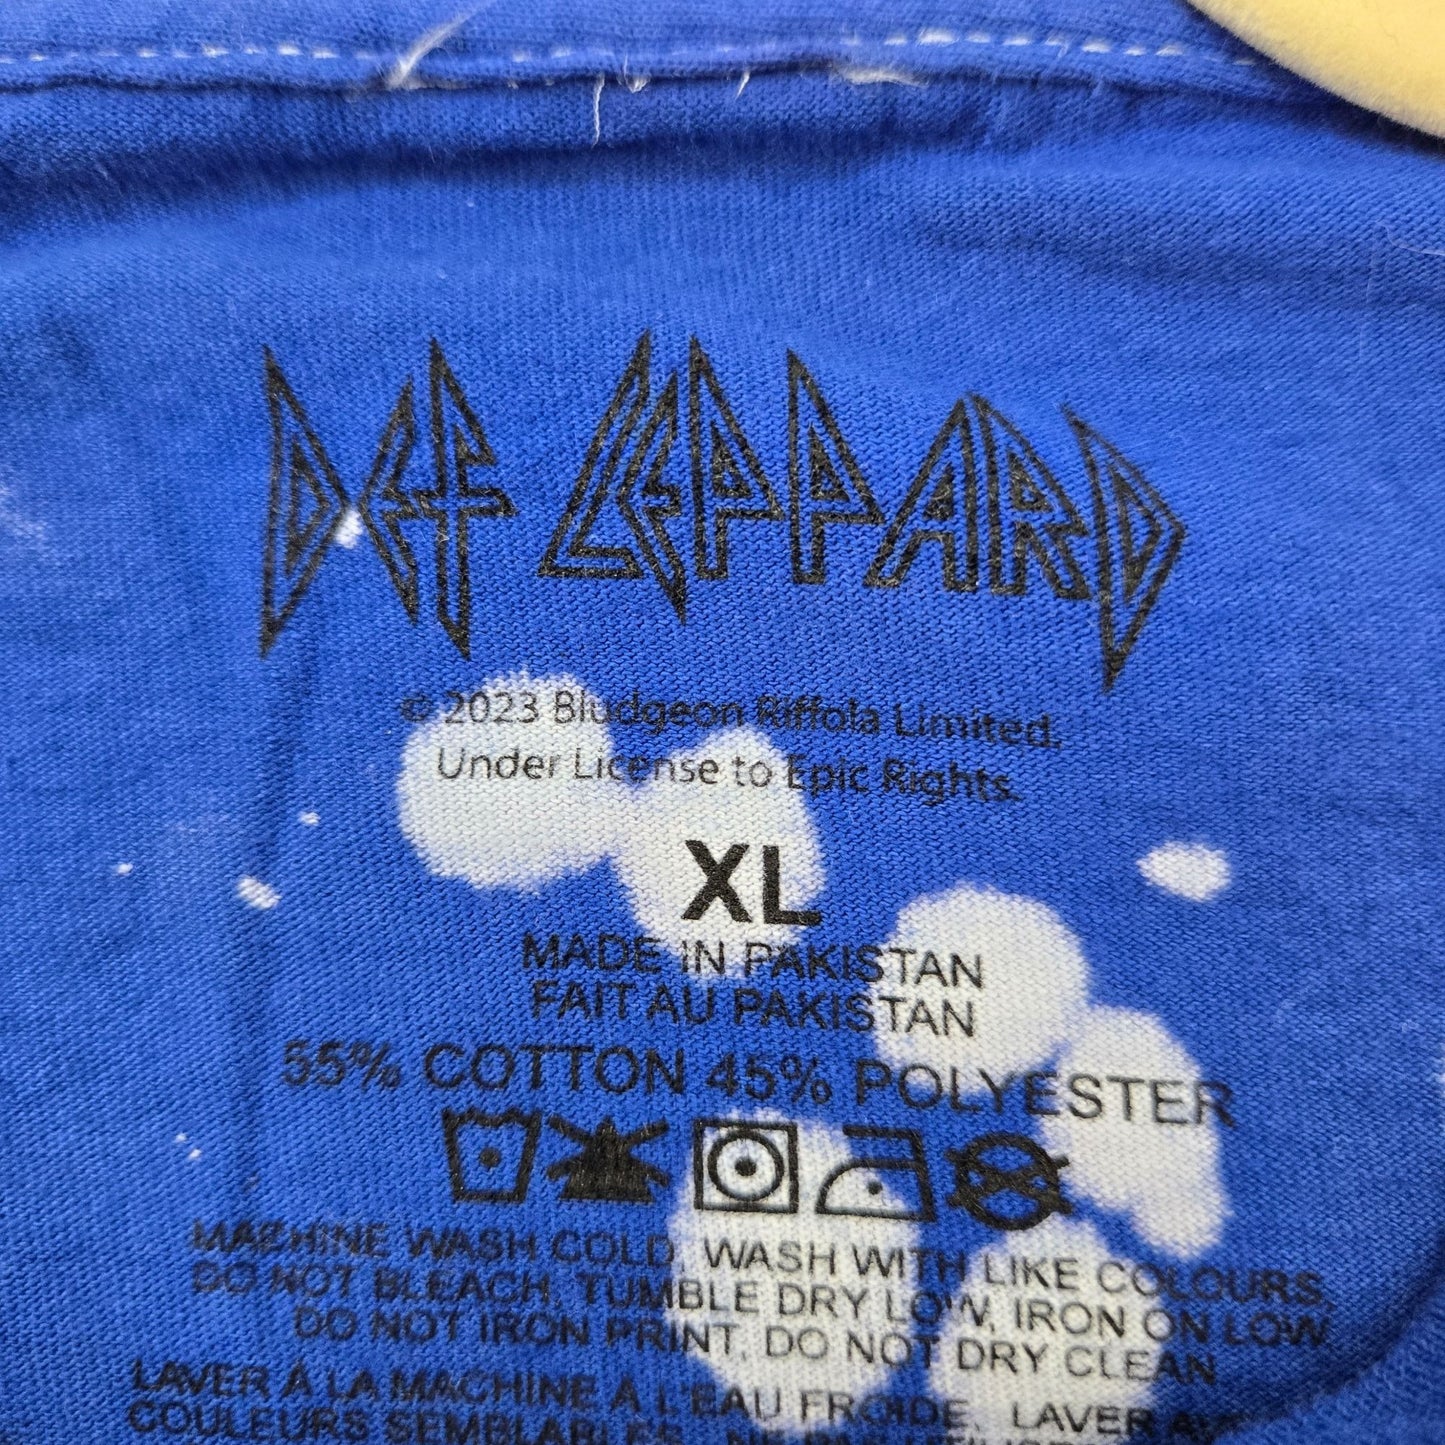 DEF LEPPARD
© 2023 Bludgeon Riffola Limited.
Under License to Epic Rights.
XL
MADE IN PAKISTAN
FAIT AU PAKISTAN
55% COTTON 45% POLYESTER
MACHINE WASH COLD, WASH WITH LIKE COLOURS,
DO NOT BLEACH, TUMBLE DRY LOW, IRON ON LOW
DO NOT IRON PRINT, DO NOT DRY CLEAN
LAVER À LA MACHINE A L'EAU FROIDE, LAVER
COULEURS SEMBLABLES